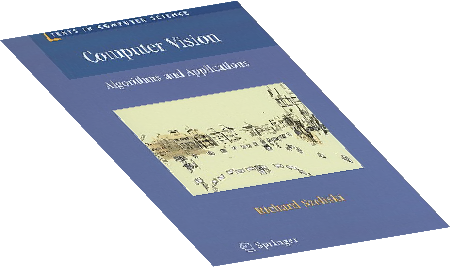 TEXTS IN COMPUTER SCIENCE
Computer Vision
Algorithms and Applications
Richard Szeliski
Springer